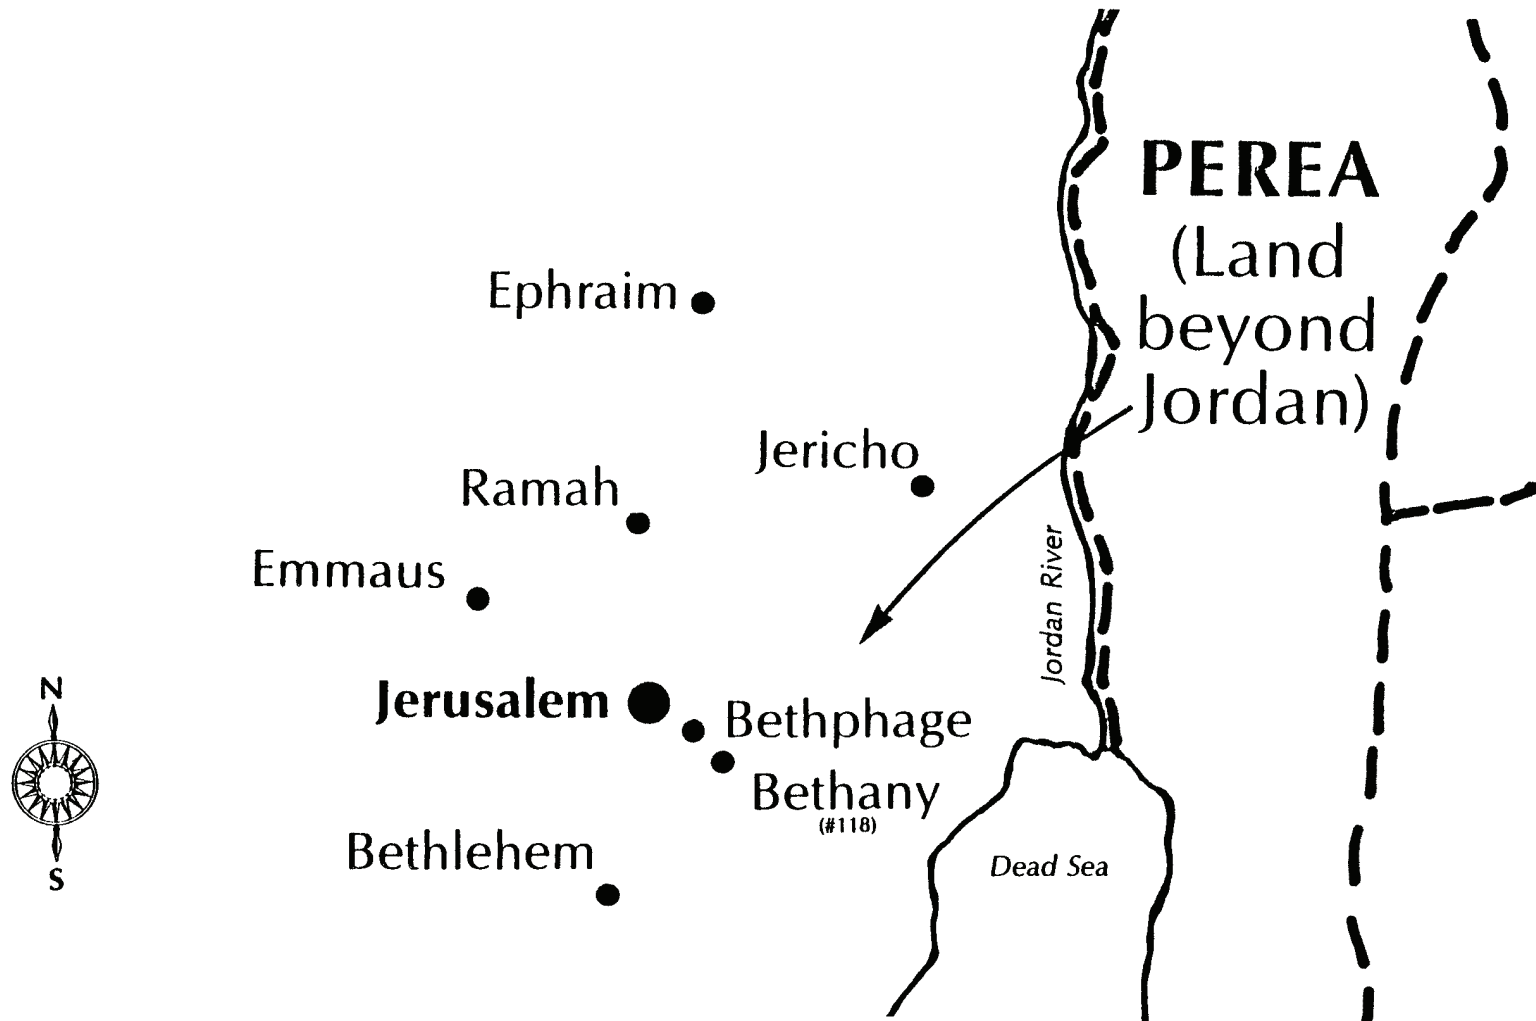 PEREA
(Land
beyond
Jordan)
Ephraim
Jericho
Ramah
Emmaus
Jordan River
N
Jerusalem
Bethphage
Bethany
(#118)
Bethlehem
Dead Sea
S